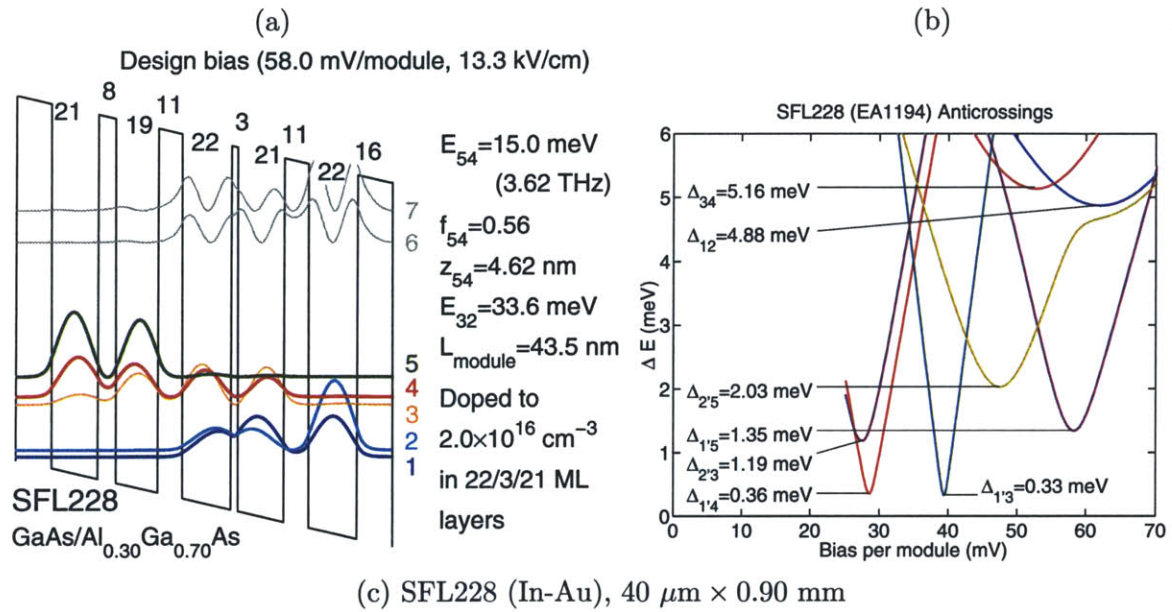 (a)
Design bias (58.0 mV/module, 13.3 kV/cm)
21 8 19 11 22 3 21 11 22 16
E54=15.0 meV
(3.62 THz)
f54=0.56
z54=4.62 nm
E32=33.6 meV
Lmodule=43.5 nm
Doped to
2.0×10^16 cm^−3
in 22/3/21 ML
layers
7
6
5
4
3
2
1
SFL228
GaAs/Al0.30Ga0.70As
(b)
SFL228 (EA1194) Anticrossings
Δ E (meV)
6
5
4
3
2
1
0
Δ34=5.16 meV
Δ12=4.88 meV
Δ2'5=2.03 meV
Δ1'5=1.35 meV
Δ2'3=1.19 meV
Δ1'4=0.36 meV
Δ1'3=0.33 meV
0 10 20 30 40 50 60 70
Bias per module (mV)
(c) SFL228 (In-Au), 40 μm × 0.90 mm